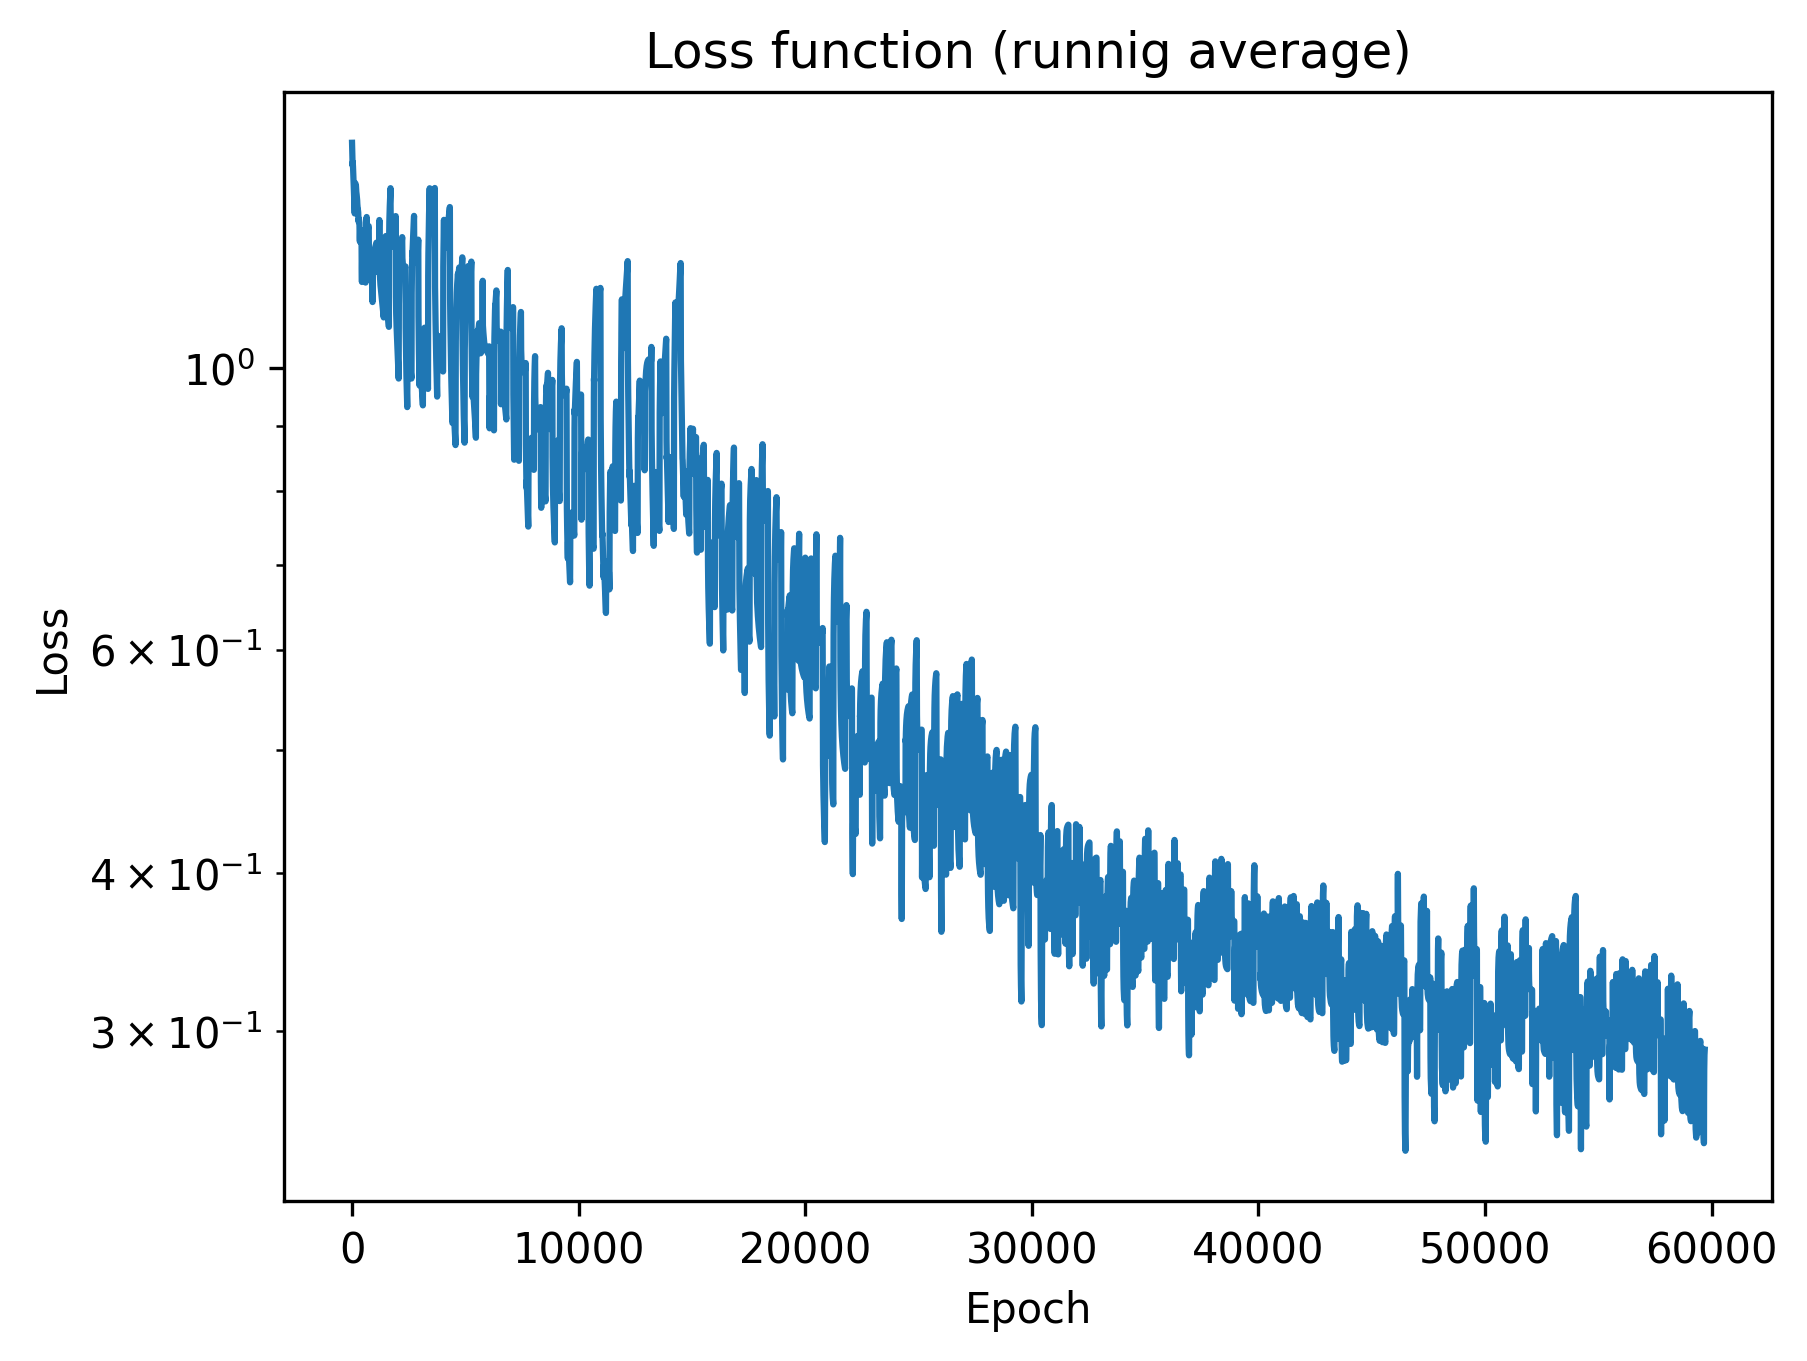 Loss function (runnig average)
10⁰
6 × 10⁻¹
4 × 10⁻¹
3 × 10⁻¹
Loss
0 10000 20000 30000 40000 50000 60000
Epoch